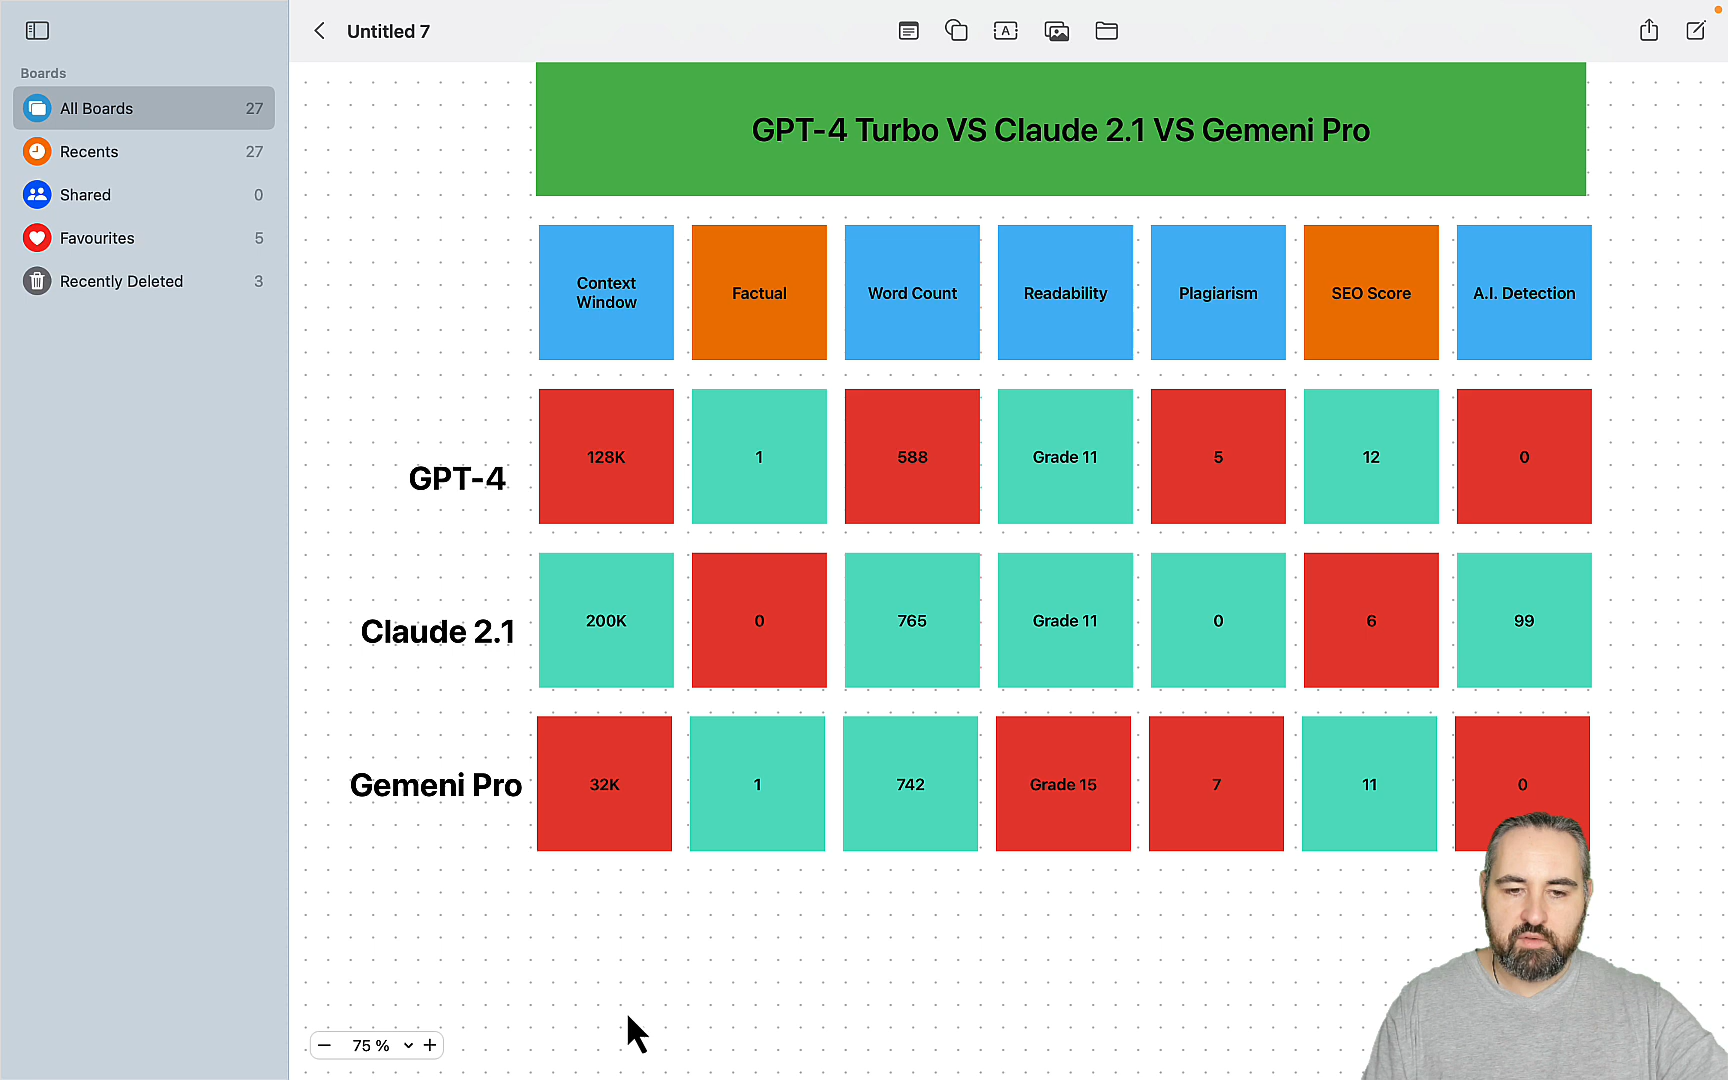 Untitled 7
Boards
All Boards 27
Recents 27
Shared 0
Favourites 5
Recently Deleted 3
GPT-4 Turbo VS Claude 2.1 VS Gemeni Pro
Context
Window
Factual
Word Count
Readability
Plagiarism
SEO Score
A.I. Detection
GPT-4
128K
1
588
Grade 11
5
12
0
Claude 2.1
200K
0
765
Grade 11
0
6
99
Gemeni Pro
32K
1
742
Grade 15
7
11
0
75 %